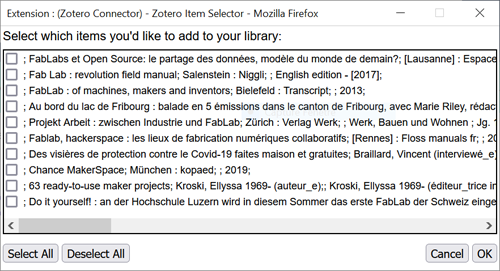 Extension : (Zotero Connector) - Zotero Item Selector - Mozilla Firefox
Select which items you'd like to add to your library:
; FabLabs et Open Source: le partage des données, modèle du monde de demain?; [Lausanne] : Espace
; Fab Lab : revolution field manual; Salenstein : Niggli; ; English edition - [2017];
; FabLab : of machines, makers and inventors; Bielefeld : Transcript; ; 2013;
; Au bord du lac de Fribourg : balade en 5 émissions dans le canton de Fribourg, avec Marie Riley, rédac
; Projekt Arbeit : zwischen Industrie und FabLab; Zürich : Verlag Werk; ; Werk, Bauen und Wohnen ; Jg. 1
; Fablab, hackerspace : les lieux de fabrication numériques collaboratifs; [Rennes] : Floss manuals fr; ; 20
; Des visières de protection contre le Covid-19 faites maison et gratuites; Braillard, Vincent (interviewé_e)
; Chance MakerSpace; München : kopaed; ; 2019;
; 63 ready-to-use maker projects; Kroski, Ellyssa 1969- (auteur_e);; Kroski, Ellyssa 1969- (éditeur_trice in
; Do it yourself! : an der Hochschule Luzern wird in diesem Sommer das erste FabLab der Schweiz einge
Select All Deselect All Cancel OK